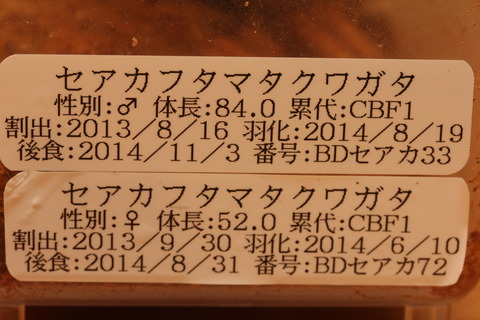 セアカフタマタクワガタ
性別:♂ 体長:84.0 累代:CBF1
割出:2013/8/16 羽化:2014/8/19
後食:2014/11/3 番号:BDセアカ33
セアカフタマタクワガタ
性別:♀ 体長:52.0 累代:CBF1
割出:2013/9/30 羽化:2014/6/10
後食:2014/8/31 番号:BDセアカ72